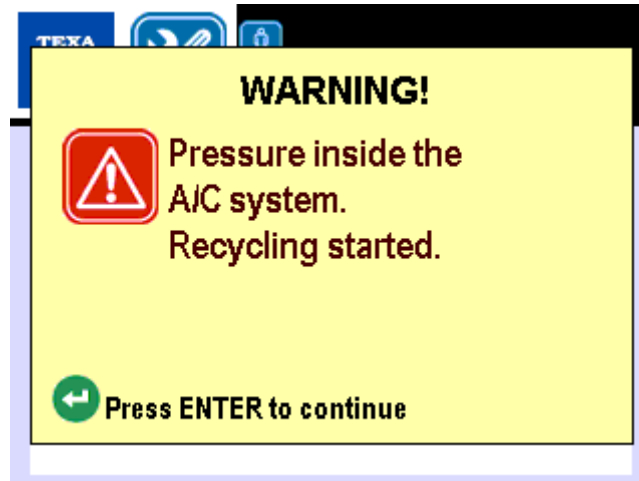 TEXA
WARNING!
Pressure inside the
A/C system.
Recycling started.
Press ENTER to continue